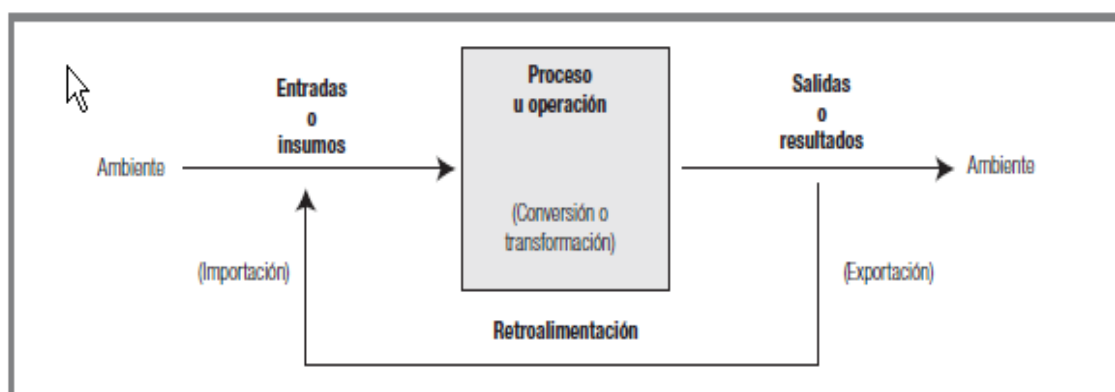 Entradas
o
insumos
Proceso
u operación
Salidas
o
resultados
Ambiente
Ambiente
(Conversión o
transformación)
(Importación)
(Exportación)
Retroalimentación